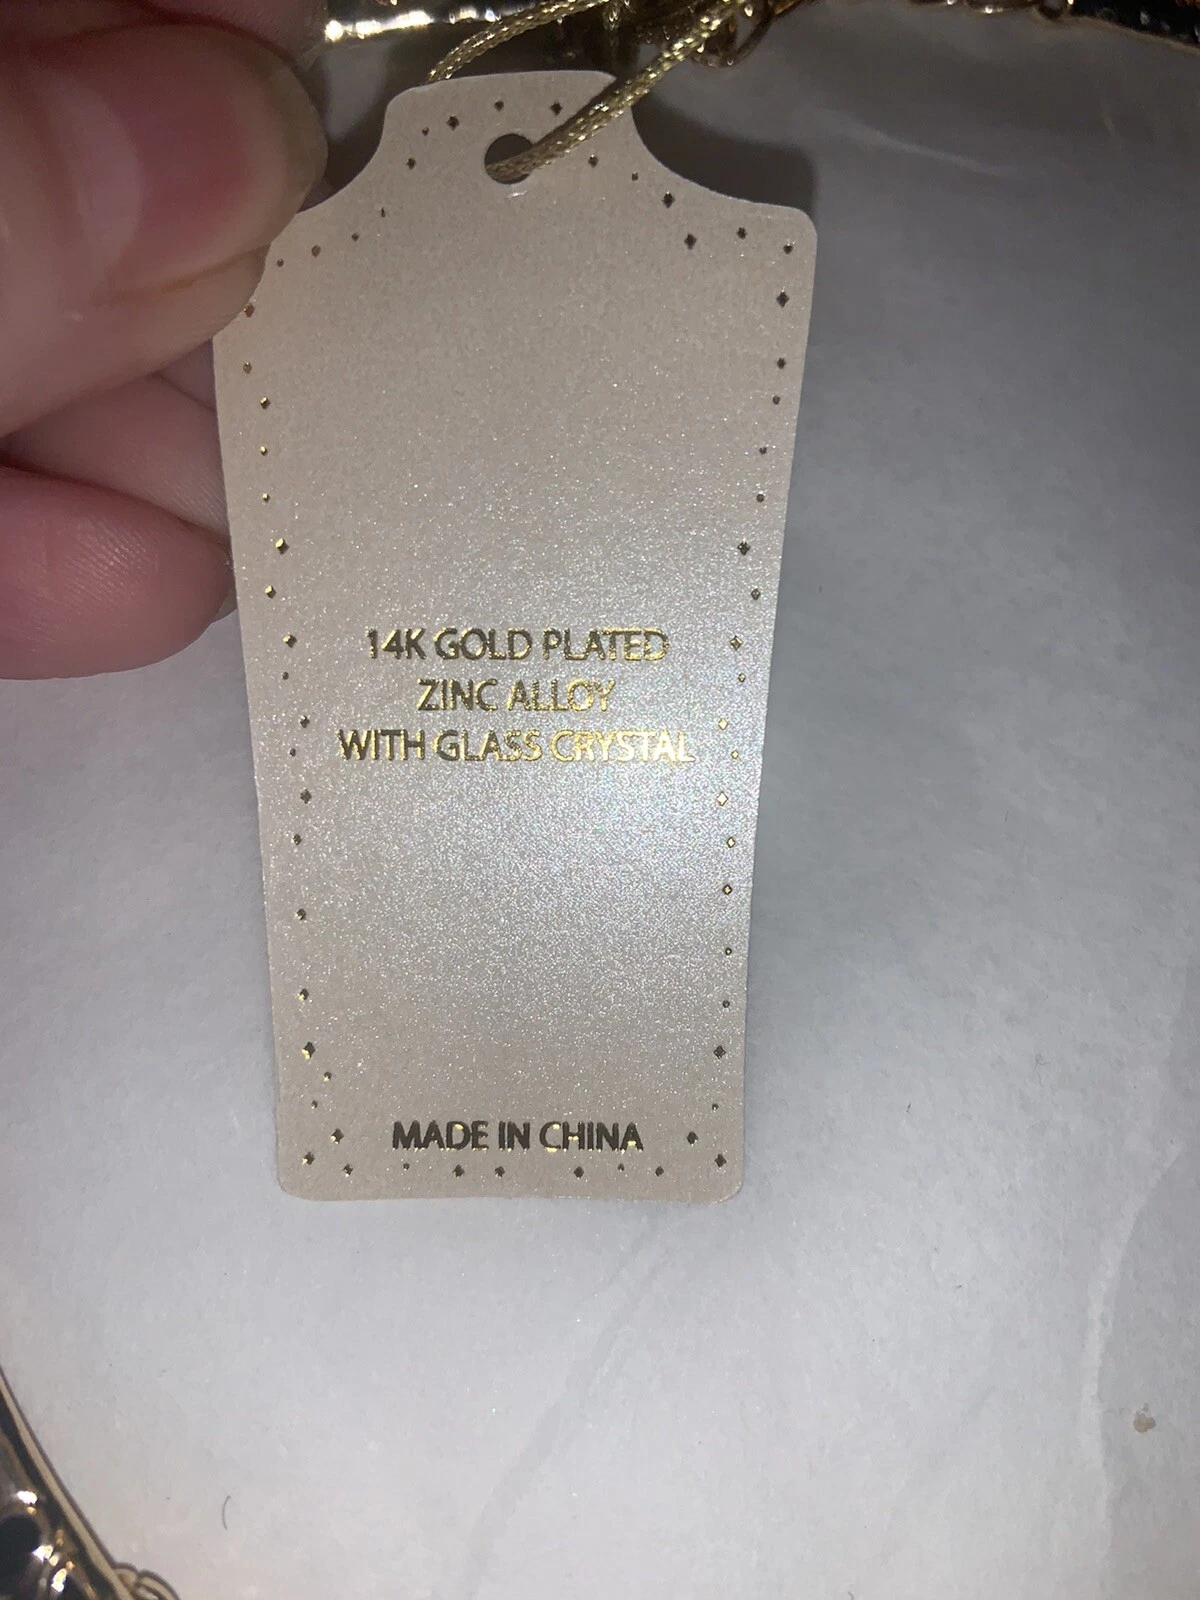 14K GOLD PLATED
ZINC ALLOY
WITH GLASS CRYSTAL
MADE IN CHINA